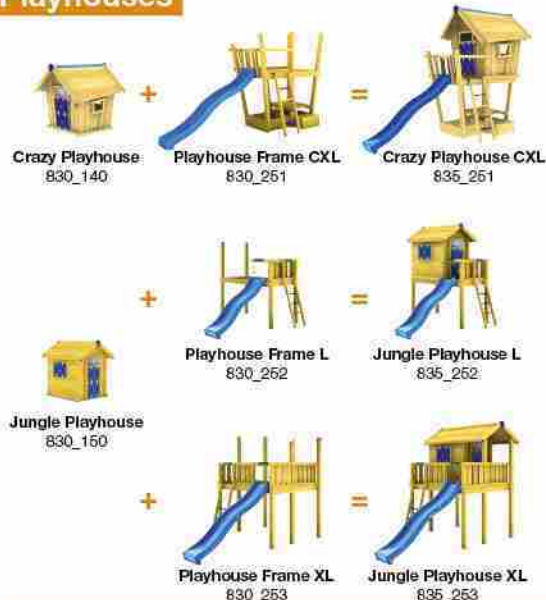 Playhouses
+
=
Crazy Playhouse
830_140
Playhouse Frame CXL
830_251
Crazy Playhouse CXL
835_251
+
=
Playhouse Frame L
830_252
Jungle Playhouse L
835_252
Jungle Playhouse
830_150
+
=
Playhouse Frame XL
830_253
Jungle Playhouse XL
835_253